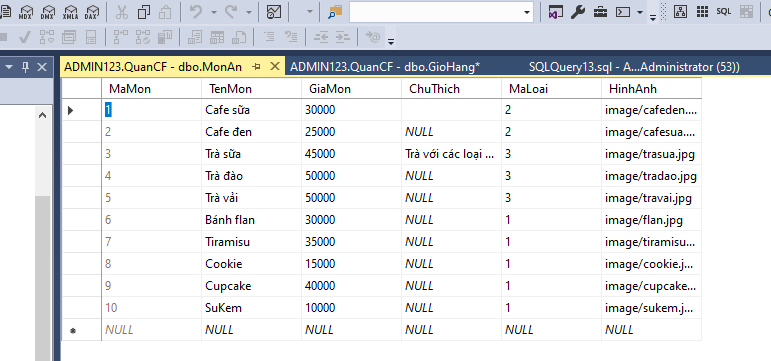 MDX DMX XMLA DAX
SQL
ADMIN123.QuanCF - dbo.MonAn ADMIN123.QuanCF - dbo.GioHang* SQLQuery13.sql - A...Administrator (53))
MaMon TenMon GiaMon ChuThich MaLoai HinhAnh
1 Cafe sữa 30000 2 image/cafeden....
2 Cafe đen 25000 NULL 2 image/cafesua....
3 Trà sữa 45000 Trà với các loại ... 3 image/trasua.jpg
4 Trà đào 50000 NULL 3 image/tradao.jpg
5 Trà vải 50000 NULL 3 image/travai.jpg
6 Bánh flan 30000 NULL 1 image/flan.jpg
7 Tiramisu 35000 NULL 1 image/tiramisu...
8 Cookie 15000 NULL 1 image/cookie.j...
9 Cupcake 40000 NULL 1 image/cupcake...
10 SuKem 10000 NULL 1 image/sukem.j...
NULL NULL NULL NULL NULL NULL